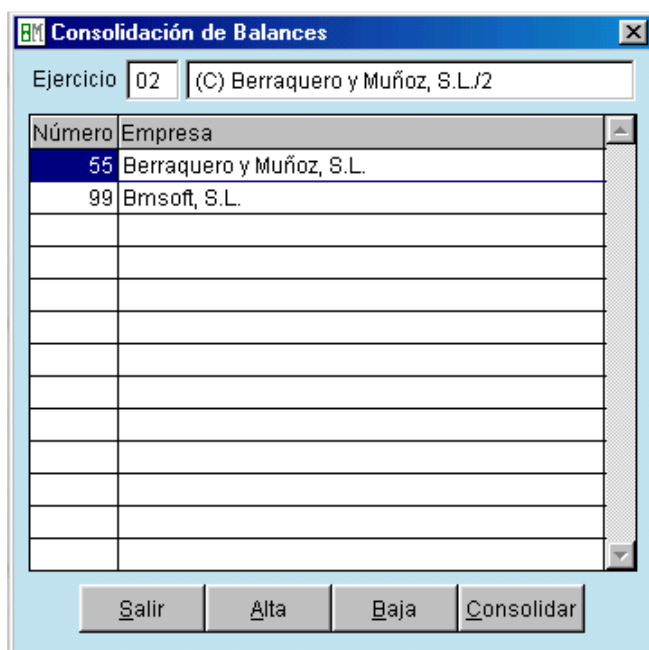 BM Consolidación de Balances
Ejercicio 02 (C) Berraquero y Muñoz, S.L./2
Número Empresa
55 Berraquero y Muñoz, S.L.
99 Bmsoft, S.L.
Salir Alta Baja Consolidar